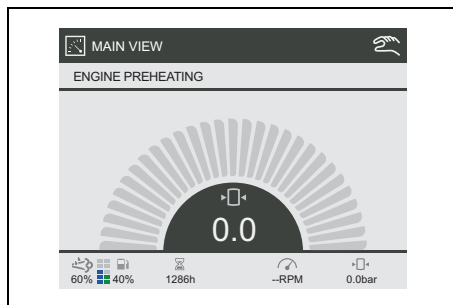 MAIN VIEW
ENGINE PREHEATING
0.0
60% 40% 1286h --RPM 0.0bar